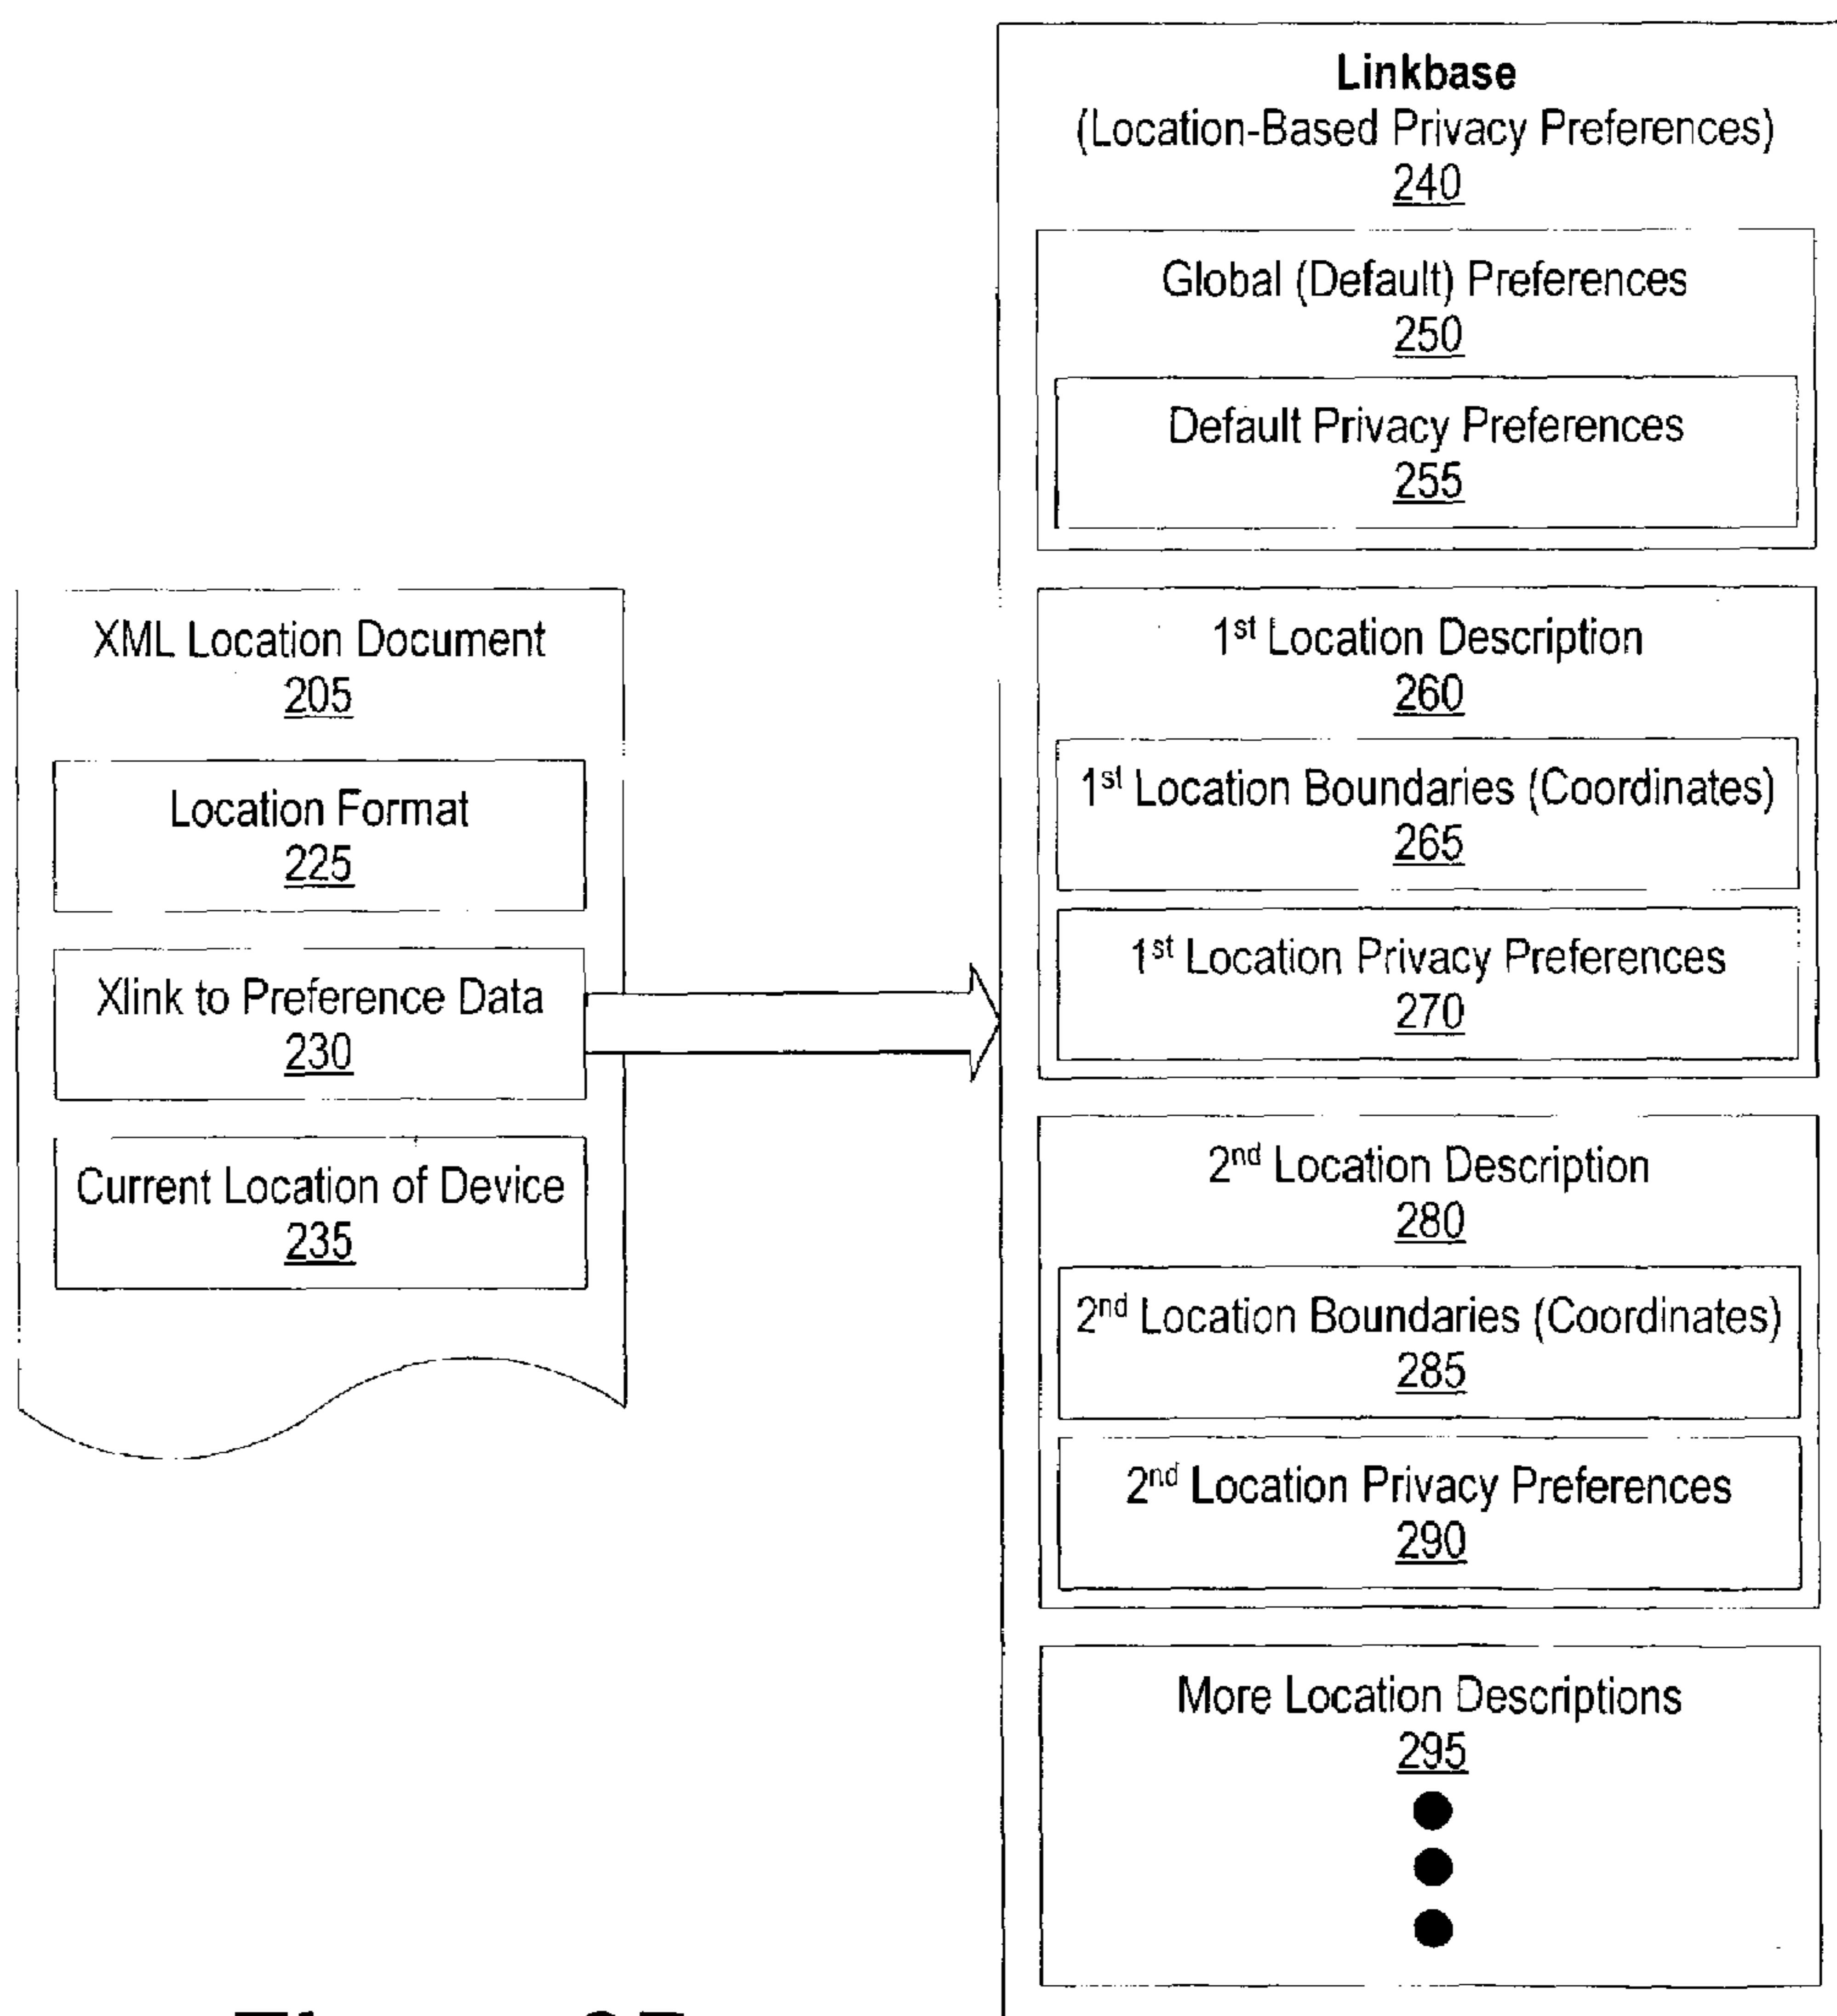 Linkbase
(Location-Based Privacy Preferences)
240
Global (Default) Preferences
250
Default Privacy Preferences
255
XML Location Document
205
Location Format
225
Xlink to Preference Data
230
Current Location of Device
235
1st Location Description
260
1st Location Boundaries (Coordinates)
265
1st Location Privacy Preferences
270
2nd Location Description
280
2nd Location Boundaries (Coordinates)
285
2nd Location Privacy Preferences
290
More Location Descriptions
295